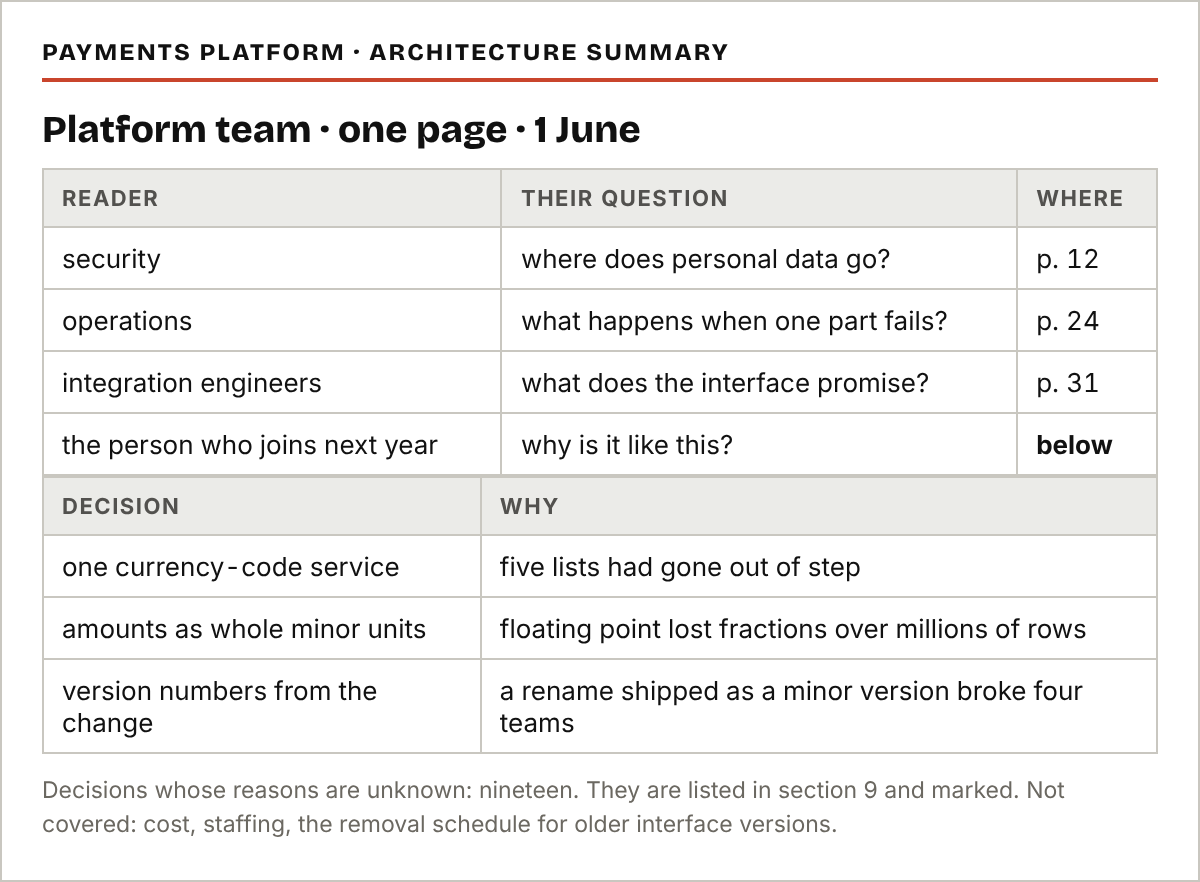 PAYMENTS PLATFORM · ARCHITECTURE SUMMARY
Platform team · one page · 1 June
READER THEIR QUESTION WHERE
security where does personal data go? p. 12
operations what happens when one part fails? p. 24
integration engineers what does the interface promise? p. 31
the person who joins next year why is it like this? below
DECISION WHY
one currency-code service five lists had gone out of step
amounts as whole minor units floating point lost fractions over millions of rows
version numbers from the a rename shipped as a minor version broke four
change teams
Decisions whose reasons are unknown: nineteen. They are listed in section 9 and marked. Not
covered: cost, staffing, the removal schedule for older interface versions.